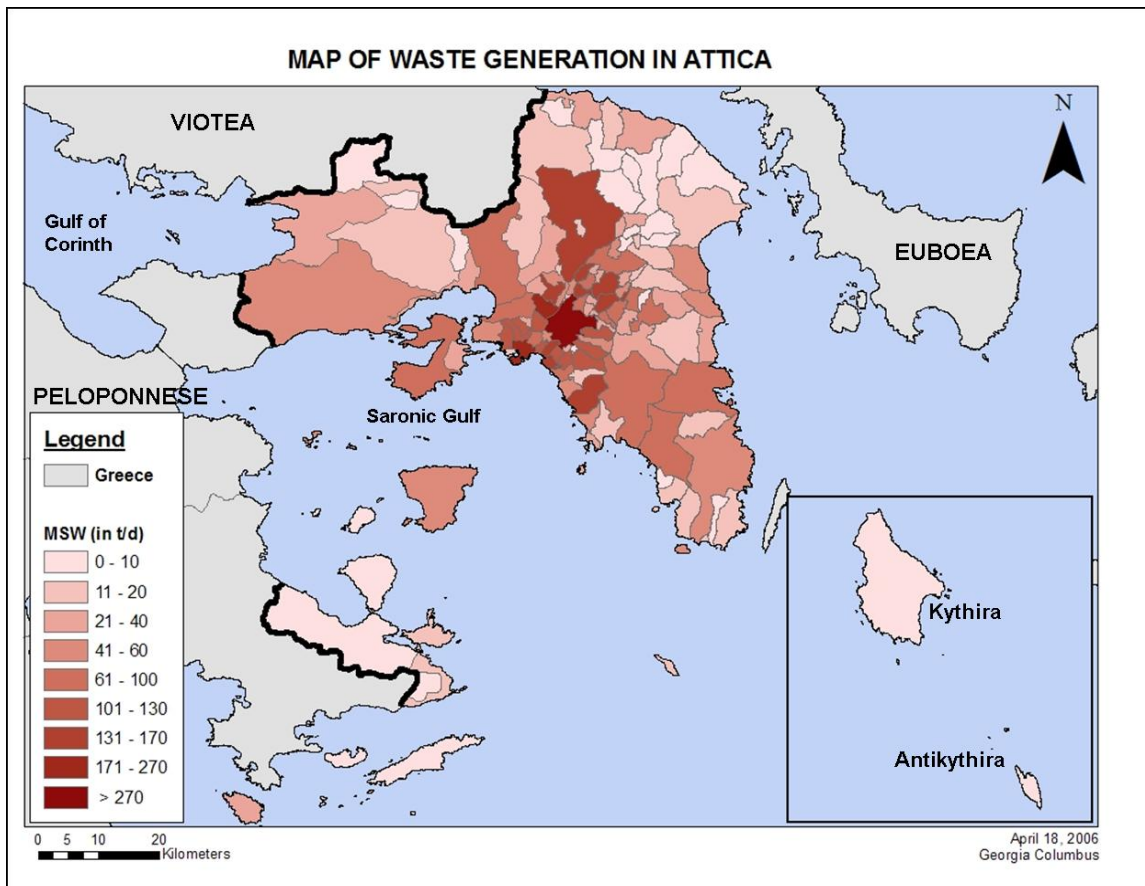 MAP OF WASTE GENERATION IN ATTICA
VIOTEA
N
Gulf of
Corinth
EUBOEA
PELOPONNESE
Saronic Gulf
Legend
Greece
MSW (in t/d)
0 - 10
11 - 20
21 - 40
41 - 60
61 - 100
101 - 130
131 - 170
171 - 270
> 270
Kythira
Antikythira
0 5 10 20
Kilometers
April 18, 2006
Georgia Columbus